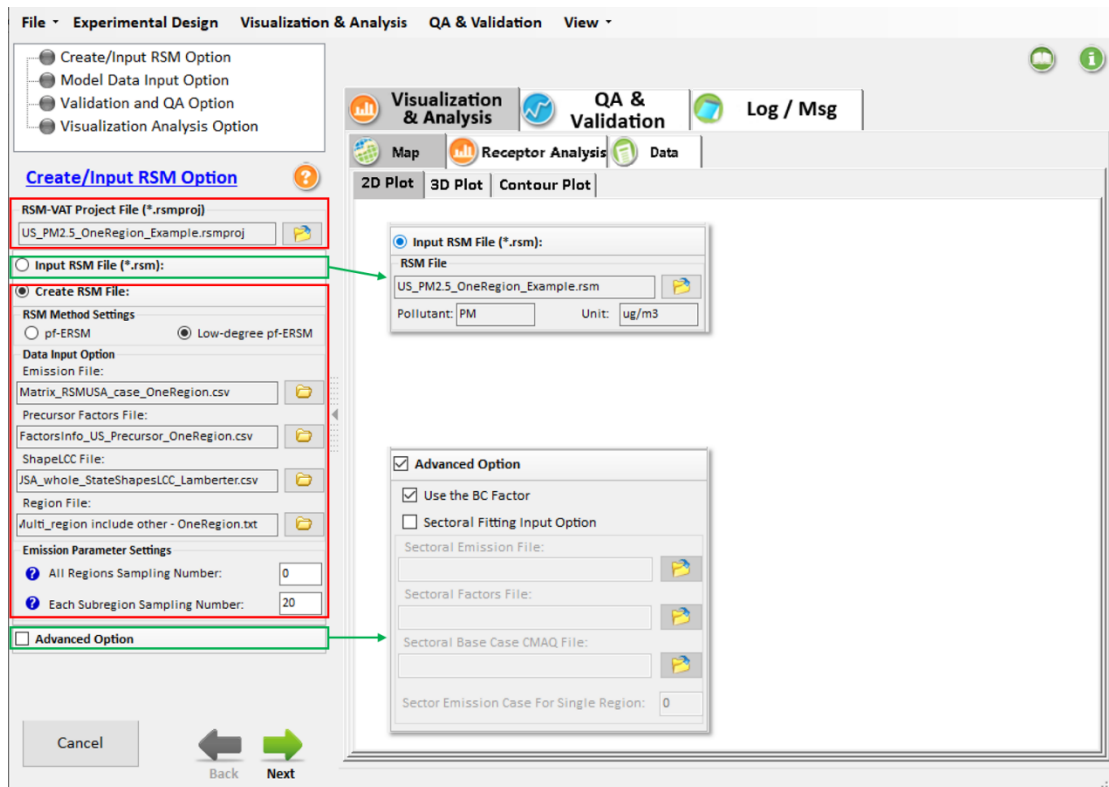 File Experimental Design Visualization & Analysis QA & Validation View
Create/Input RSM Option
Model Data Input Option
Validation and QA Option
Visualization Analysis Option
Create/Input RSM Option
RSM-VAT Project File (*.rsmproj)
US_PM2.5_OneRegion_Example.rsmproj
Input RSM File (*.rsm):
Create RSM File:
RSM Method Settings
pf-ERSM Low-degree pf-ERSM
Data Input Option
Emission File:
Matrix_RSMUSA_case_OneRegion.csv
Precursor Factors File:
FactorsInfo_US_Precursor_OneRegion.csv
ShapeLCC File:
JSA_whole_StateShapesLCC_Lamberter.csv
Region File:
Multi_region include other - OneRegion.txt
Emission Parameter Settings
All Regions Sampling Number: 0
Each Subregion Sampling Number: 20
Advanced Option
Cancel
Back Next
Visualization
& Analysis
QA &
Validation
Log / Msg
Map Receptor Analysis Data
2D Plot 3D Plot Contour Plot
Input RSM File (*.rsm):
RSM File
US_PM2.5_OneRegion_Example.rsm
Pollutant: PM Unit: ug/m3
Advanced Option
Use the BC Factor
Sectoral Fitting Input Option
Sectoral Emission File:
Sectoral Factors File:
Sectoral Base Case CMAQ File:
Sector Emission Case For Single Region: 0